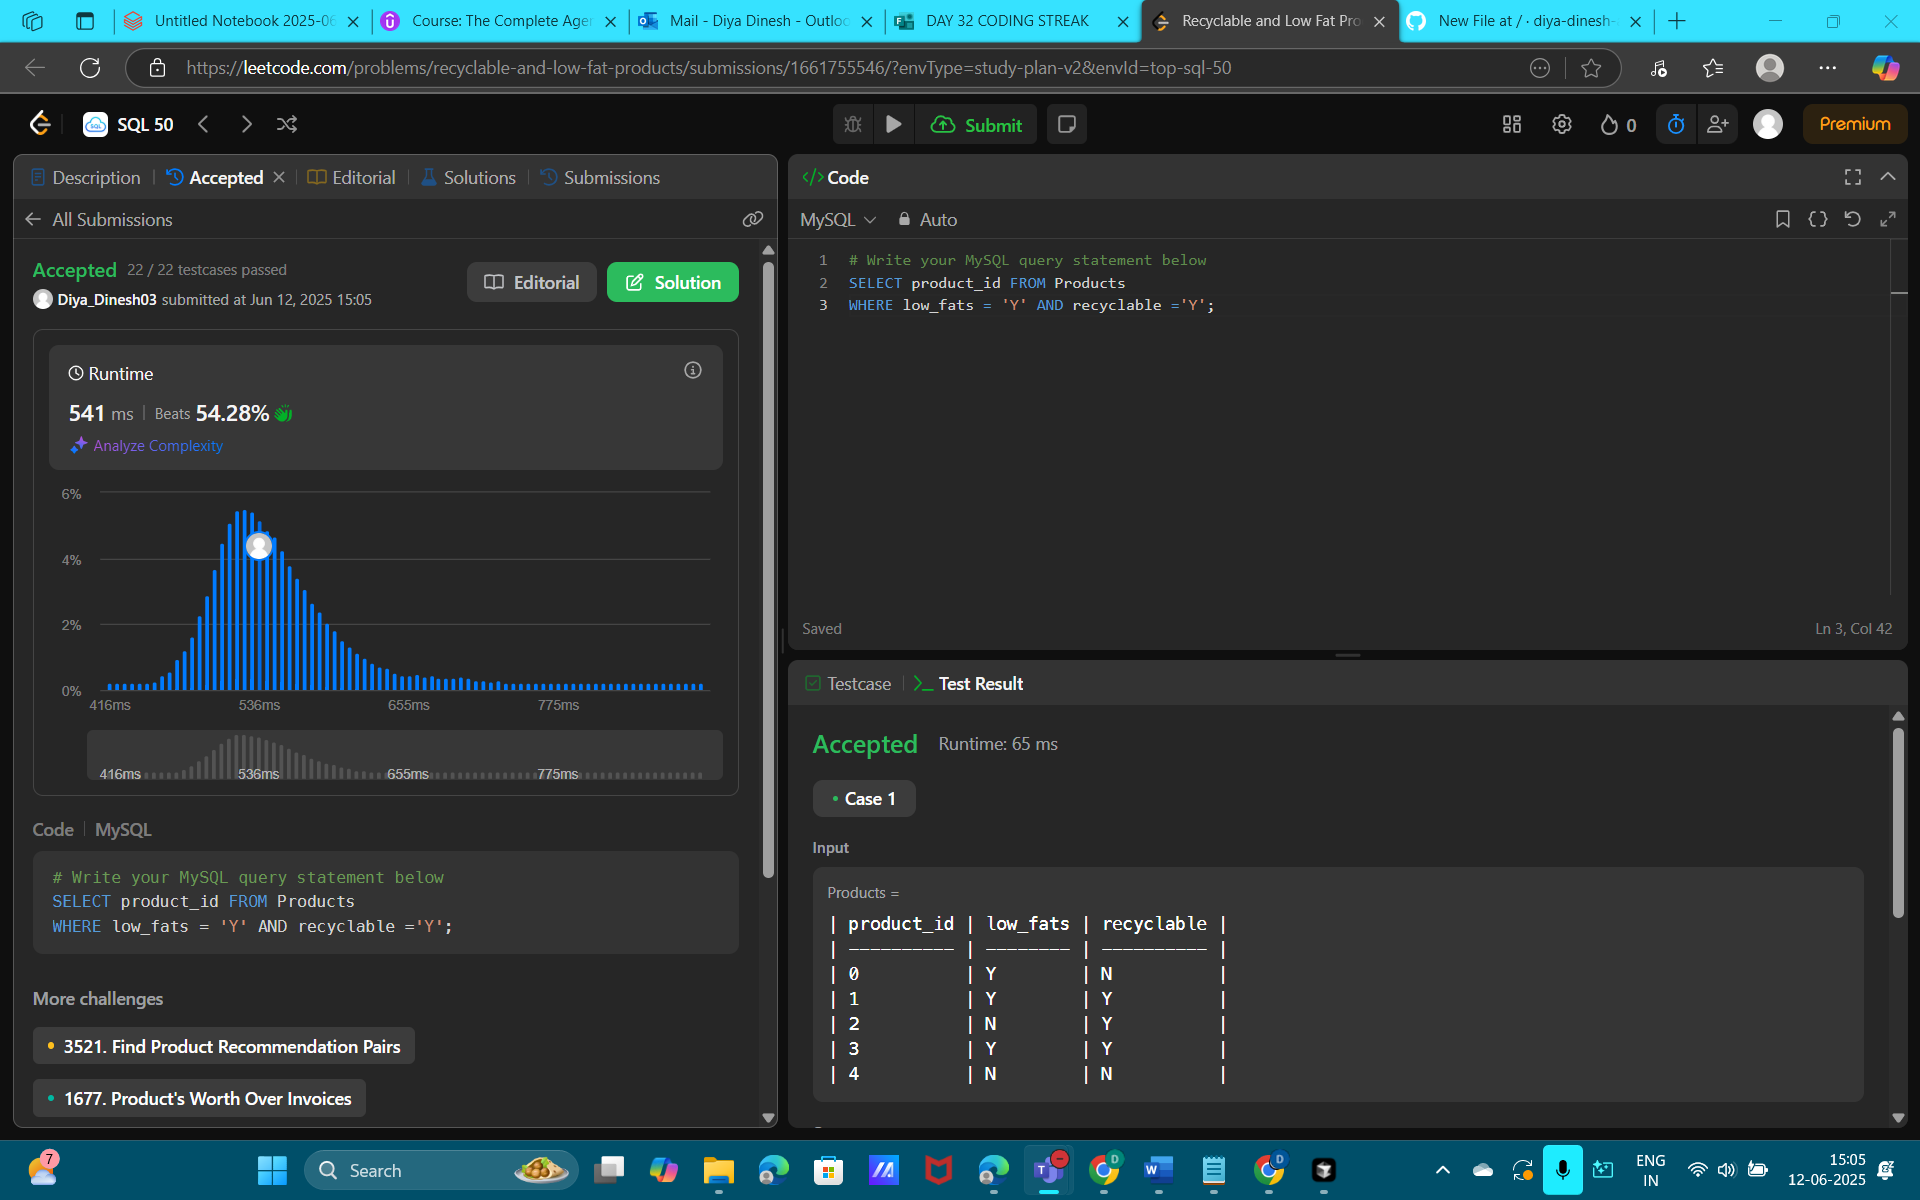 Untitled Notebook 2025-06
Course: The Complete Age
Mail - Diya Dinesh - Outloo
DAY 32 CODING STREAK
Recyclable and Low Fat Pro
New File at / · diya-dinesh-
https://leetcode.com/problems/recyclable-and-low-fat-products/submissions/1661755546/?envType=study-plan-v2&envId=top-sql-50
SQL 50
Submit
0
Premium
Description
Accepted
Editorial
Solutions
Submissions
All Submissions
Accepted 22 / 22 testcases passed
Diya_Dinesh03 submitted at Jun 12, 2025 15:05
Editorial
Solution
Runtime
541 ms | Beats 54.28%
Analyze Complexity
6%
4%
2%
0%
416ms 536ms 655ms 775ms
416ms 536ms 655ms 775ms
Code | MySQL
# Write your MySQL query statement below
SELECT product_id FROM Products
WHERE low_fats = 'Y' AND recyclable ='Y';
More challenges
3521. Find Product Recommendation Pairs
1677. Product's Worth Over Invoices
</> Code
MySQL Auto
1 # Write your MySQL query statement below
2 SELECT product_id FROM Products
3 WHERE low_fats = 'Y' AND recyclable ='Y';
Saved
Ln 3, Col 42
Testcase
>_ Test Result
Accepted Runtime: 65 ms
• Case 1
Input
Products =
| product_id | low_fats | recyclable |
| ---------- | -------- | ---------- |
| 0 | Y | N |
| 1 | Y | Y |
| 2 | N | Y |
| 3 | Y | Y |
| 4 | N | N |
7
Search
ENG
IN
15:05
12-06-2025